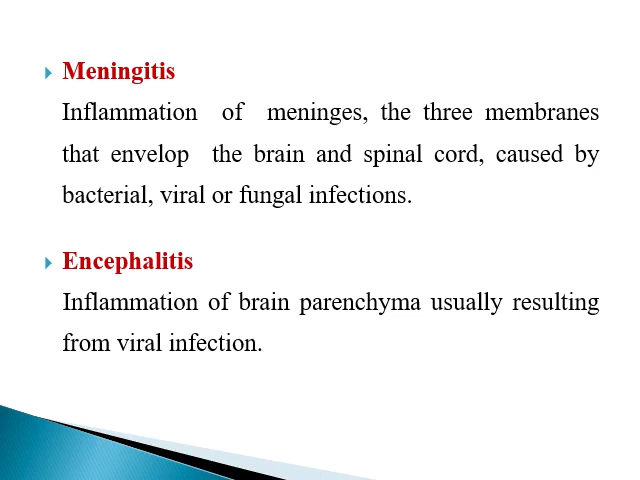 Meningitis
Inflammation of meninges, the three membranes
that envelop the brain and spinal cord, caused by
bacterial, viral or fungal infections.
Encephalitis
Inflammation of brain parenchyma usually resulting
from viral infection.